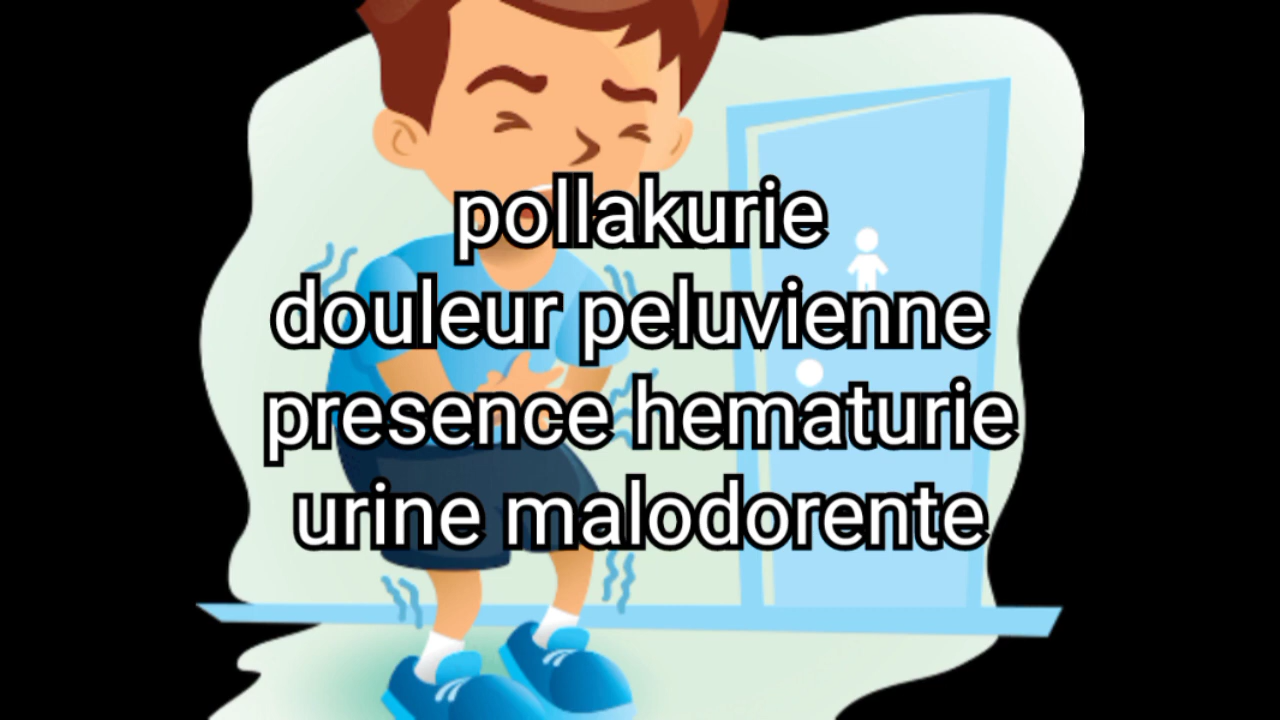 pollakurie
douleur peluvienne
presence hematurie
urine malodorente